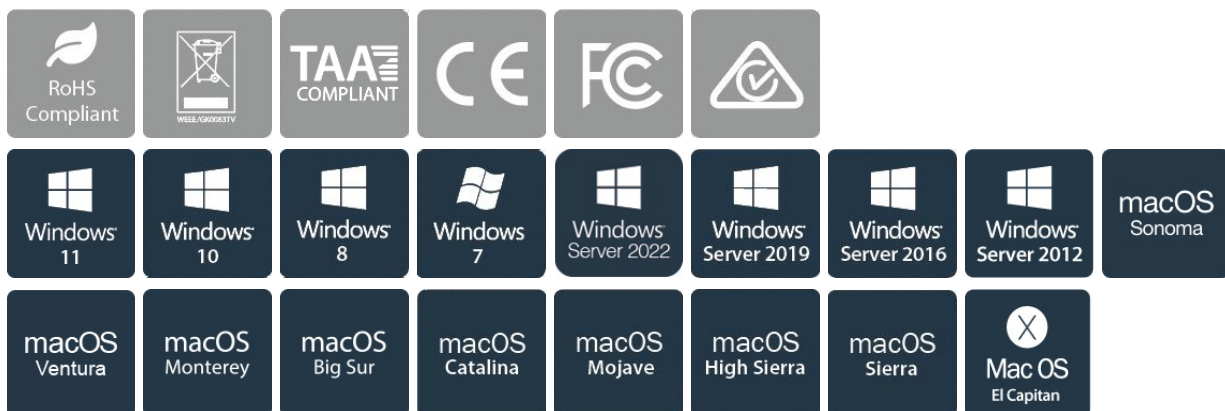 RoHS
Compliant
WEEE/GK0063TV
TAA
COMPLIANT
CE
FC
Windows
11
Windows
10
Windows
8
Windows
7
Windows
Server 2022
Windows
Server 2019
Windows
Server 2016
Windows
Server 2012
macOS
Sonoma
macOS
Ventura
macOS
Monterey
macOS
Big Sur
macOS
Catalina
macOS
Mojave
macOS
High Sierra
macOS
Sierra
X
Mac OS
El Capitan